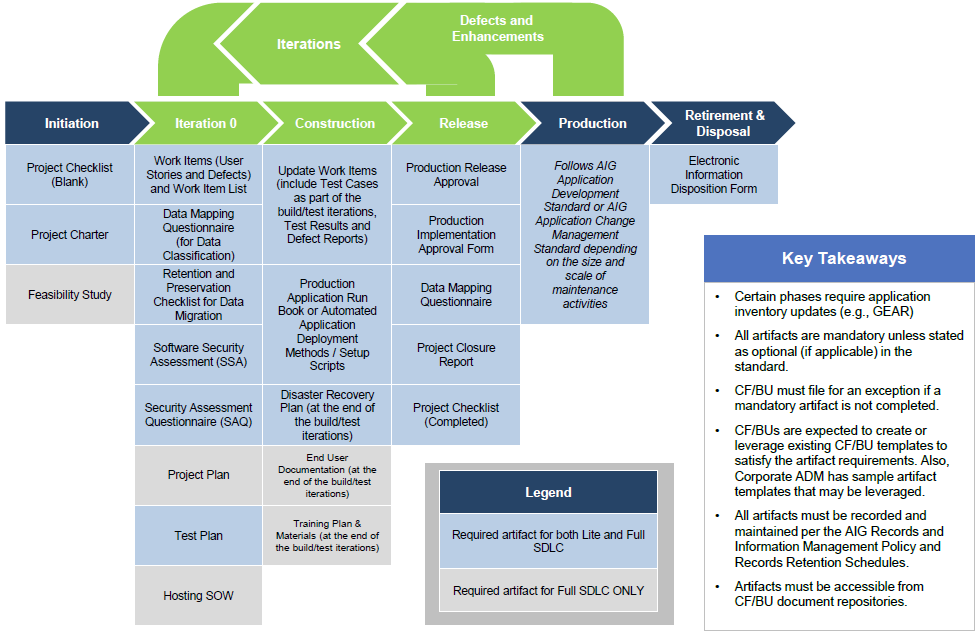 Iterations
Defects and
Enhancements
Initiation
Iteration 0
Construction
Release
Production
Retirement &
Disposal
Project Checklist
(Blank)
Project Charter
Feasibility Study
Work Items (User
Stories and Defects)
and Work Item List
Data Mapping
Questionnaire
(for Data
Classification)
Retention and
Preservation
Checklist for Data
Migration
Software Security
Assessment (SSA)
Security Assessment
Questionnaire (SAQ)
Project Plan
Test Plan
Hosting SOW
Update Work Items
(include Test Cases
as part of the
build/test iterations,
Test Results and
Defect Reports)
Production
Application Run
Book or Automated
Application
Deployment
Methods / Setup
Scripts
Disaster Recovery
Plan (at the end of
the build/test
iterations)
End User
Documentation (at the
end of the build/test
iterations)
Training Plan &
Materials (at the end of
the build/test iterations)
Production Release
Approval
Production
Implementation
Approval Form
Data Mapping
Questionnaire
Project Closure
Report
Project Checklist
(Completed)
Follows AIG
Application
Development
Standard or AIG
Application Change
Management
Standard depending
on the size and
scale of
maintenance
activities
Electronic
Information
Disposition Form
Legend
Required artifact for both Lite and Full
SDLC
Required artifact for Full SDLC ONLY
Key Takeaways
• Certain phases require application
inventory updates (e.g., GEAR)
• All artifacts are mandatory unless stated
as optional (if applicable) in the
standard.
• CF/BU must file for an exception if a
mandatory artifact is not completed.
• CF/BUs are expected to create or
leverage existing CF/BU templates to
satisfy the artifact requirements. Also,
Corporate ADM has sample artifact
templates that may be leveraged.
• All artifacts must be recorded and
maintained per the AIG Records and
Information Management Policy and
Records Retention Schedules.
• Artifacts must be accessible from
CF/BU document repositories.